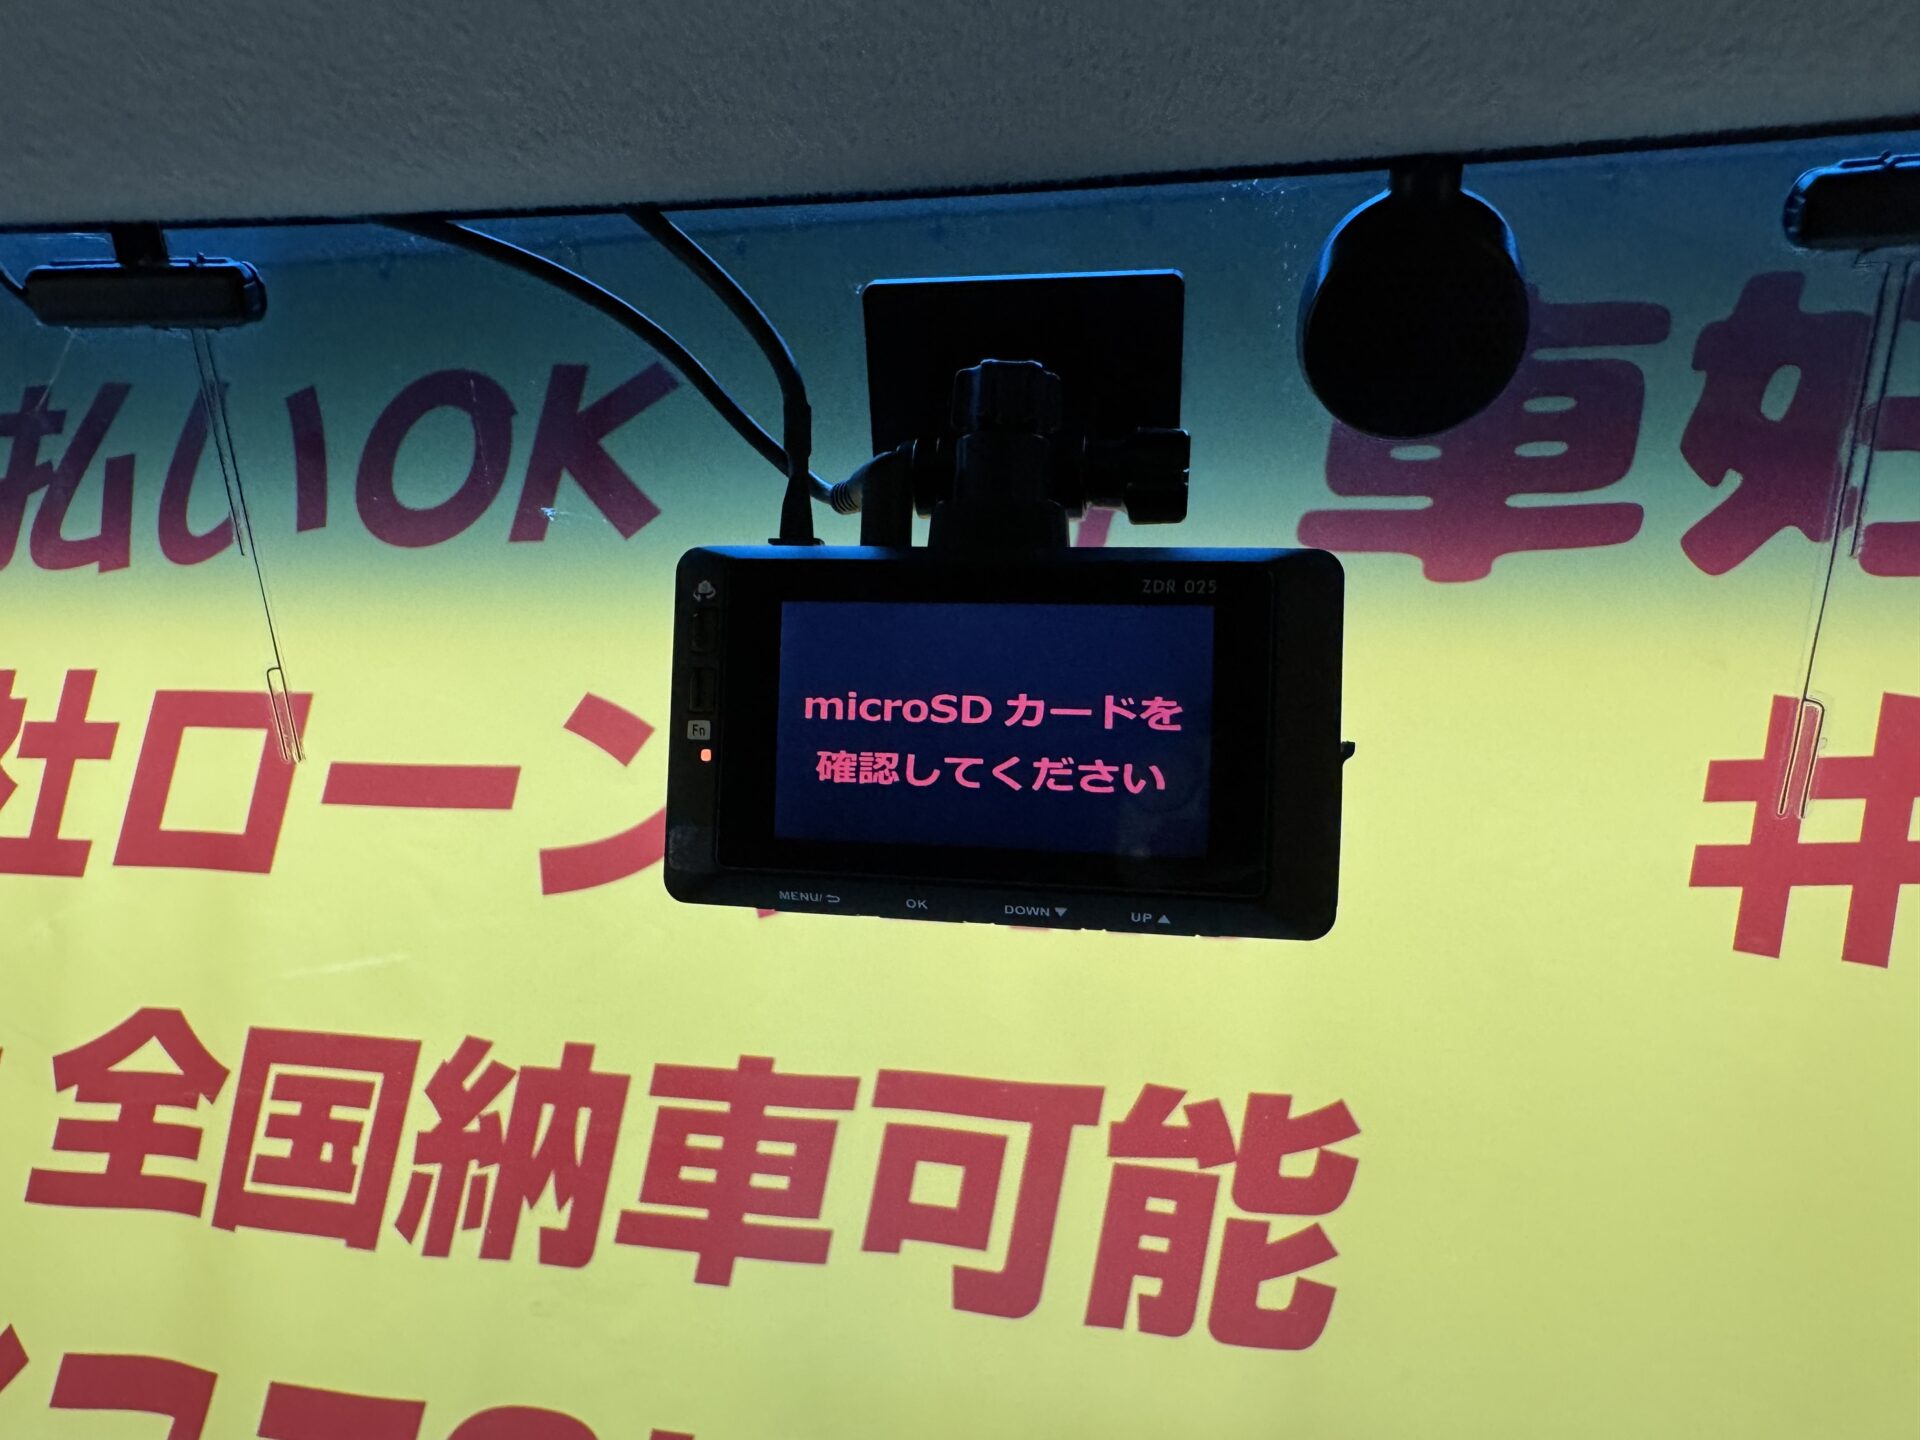 払いOK
車好
社ローン
#
ZDR 025
microSD カードを
確認してください
Fn
MENU/
OK
DOWN▼
UP▲
全国納車可能